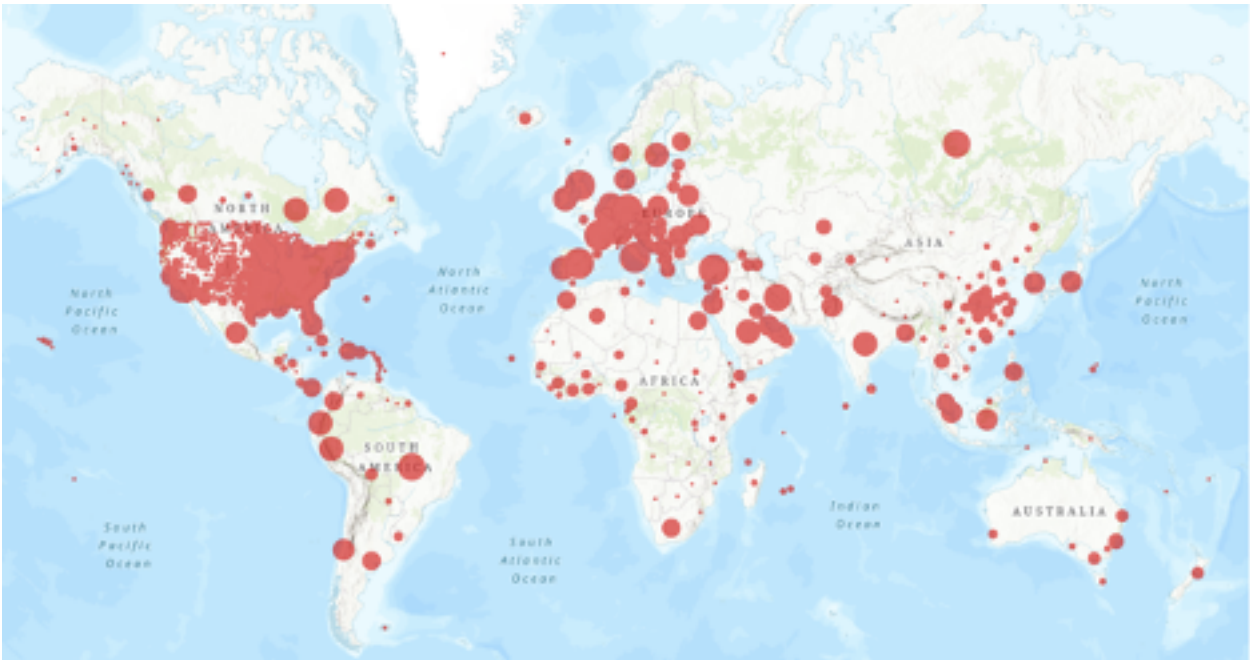 NORTH
AMERICA
EUROPE
ASIA
North
Atlantic
Ocean
North
Pacific
Ocean
North
Pacific
Ocean
AFRICA
SOUTH
AMERICA
Indian
Ocean
AUSTRALIA
South
Pacific
Ocean
South
Atlantic
Ocean